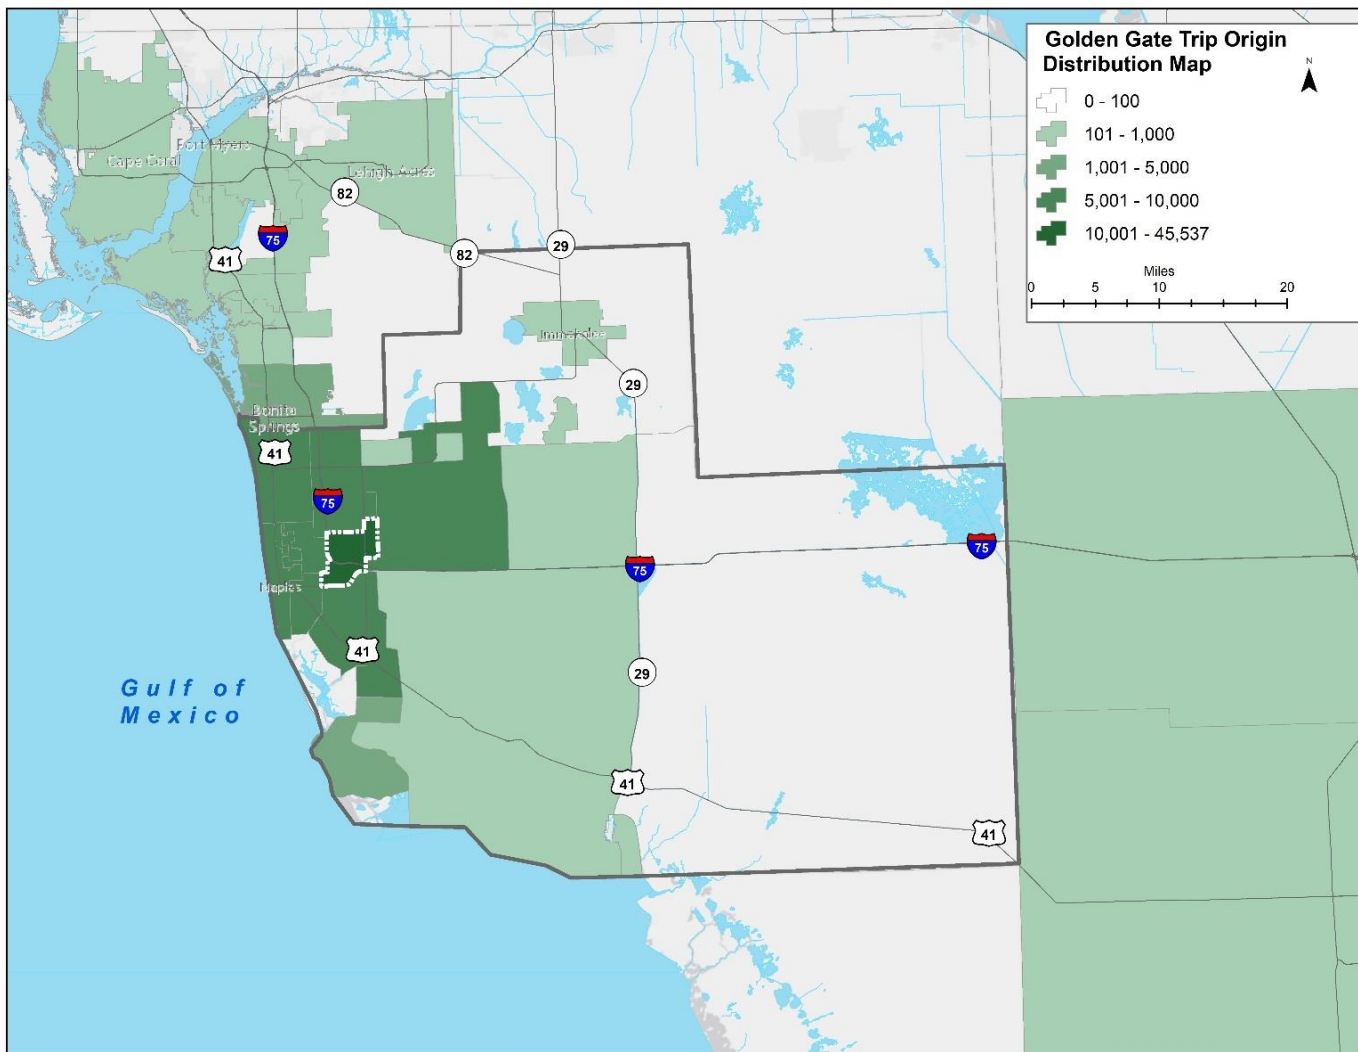 Golden Gate Trip Origin
Distribution Map
N
0 - 100
101 - 1,000
1,001 - 5,000
5,001 - 10,000
10,001 - 45,537
Miles
0 5 10 20
Fort Myers
Cape Coral
Lehigh Acres
82
75
41
82
29
Immokalee
29
Bonita
Springs
41
75
75
75
Naples
41
29
Gulf of
Mexico
41
41